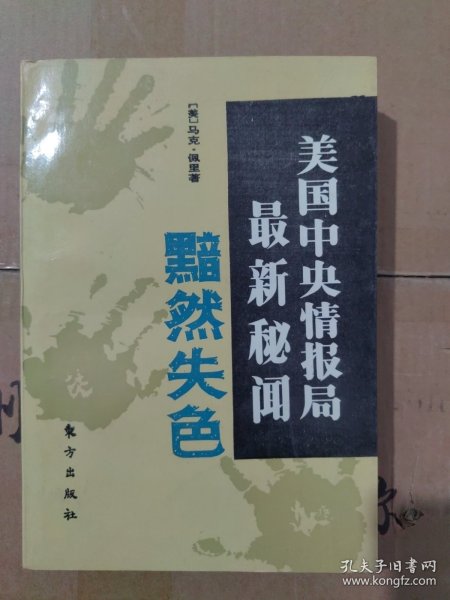 美国中央情报局
最新秘闻
黯然失色
[美]马克·佩里著
东方出版社
孔夫子旧书网
www.kongfz.com